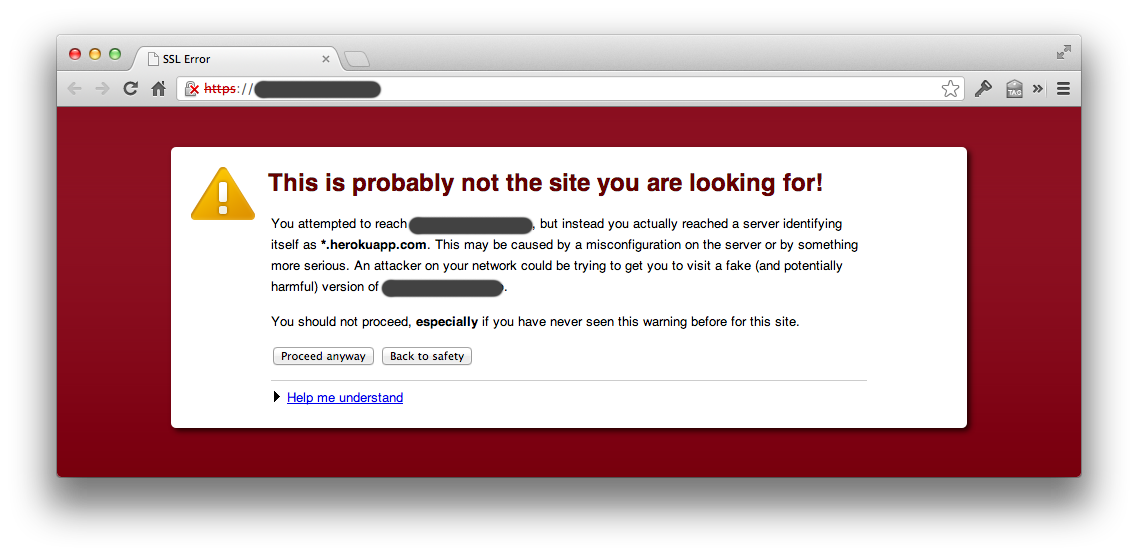 SSL Error
https://
TAG
This is probably not the site you are looking for!
You attempted to reach , but instead you actually reached a server identifying
itself as *.herokuapp.com. This may be caused by a misconfiguration on the server or by something
more serious. An attacker on your network could be trying to get you to visit a fake (and potentially
harmful) version of .
You should not proceed, especially if you have never seen this warning before for this site.
Proceed anyway Back to safety
Help me understand